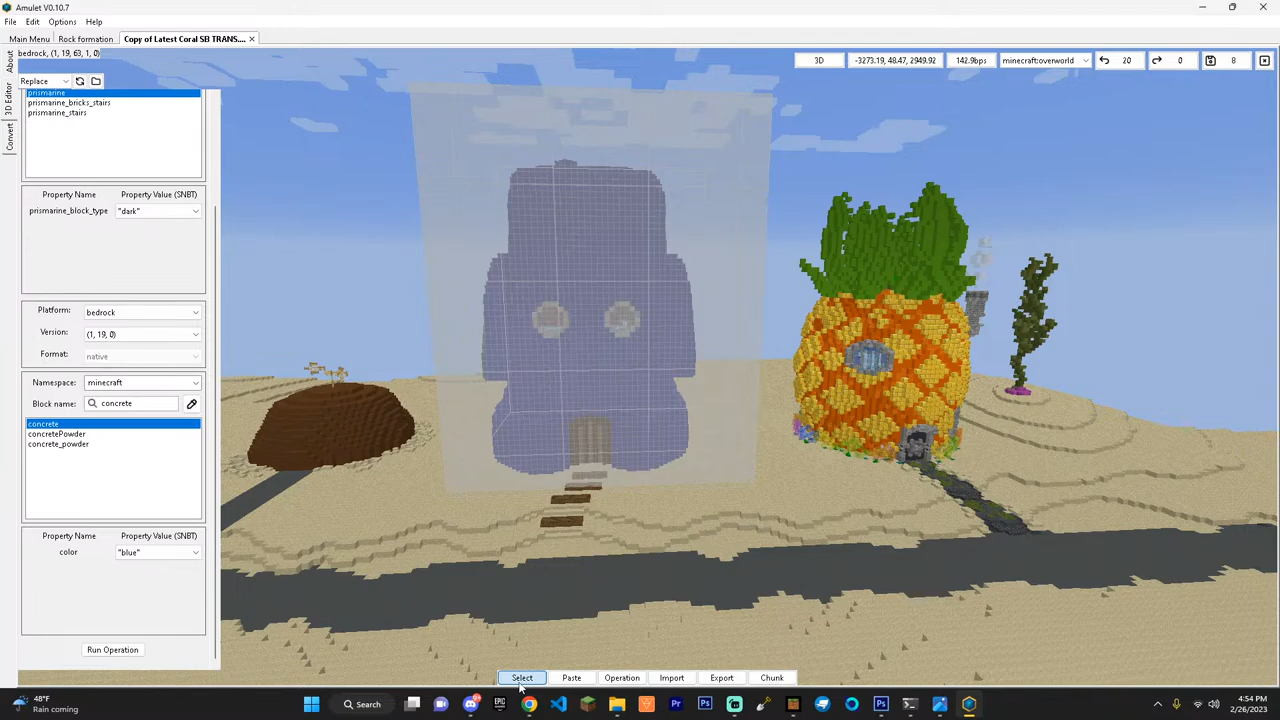 Amulet V0.10.7
File Edit Options Help
Main Menu Rock formation Copy of Latest Coral SB TRANS....
bedrock, (1, 19, 63, 1, 0)
3D -3273.19, 48.47, 2949.92 142.9bps minecraft:overworld 20 0 8
About
3D Editor
Convert
Replace
prismarine
prismarine_bricks_stairs
prismarine_stairs
Property Name Property Value (SNBT)
prismarine_block_type "dark"
Platform: bedrock
Version: (1, 19, 0)
Format: native
Namespace: minecraft
Block name: concrete
concrete
concretePowder
concrete_powder
Property Name Property Value (SNBT)
color "blue"
Run Operation
Select Paste Operation Import Export Chunk
48°F
Rain coming
Search
4:54 PM
2/26/2023